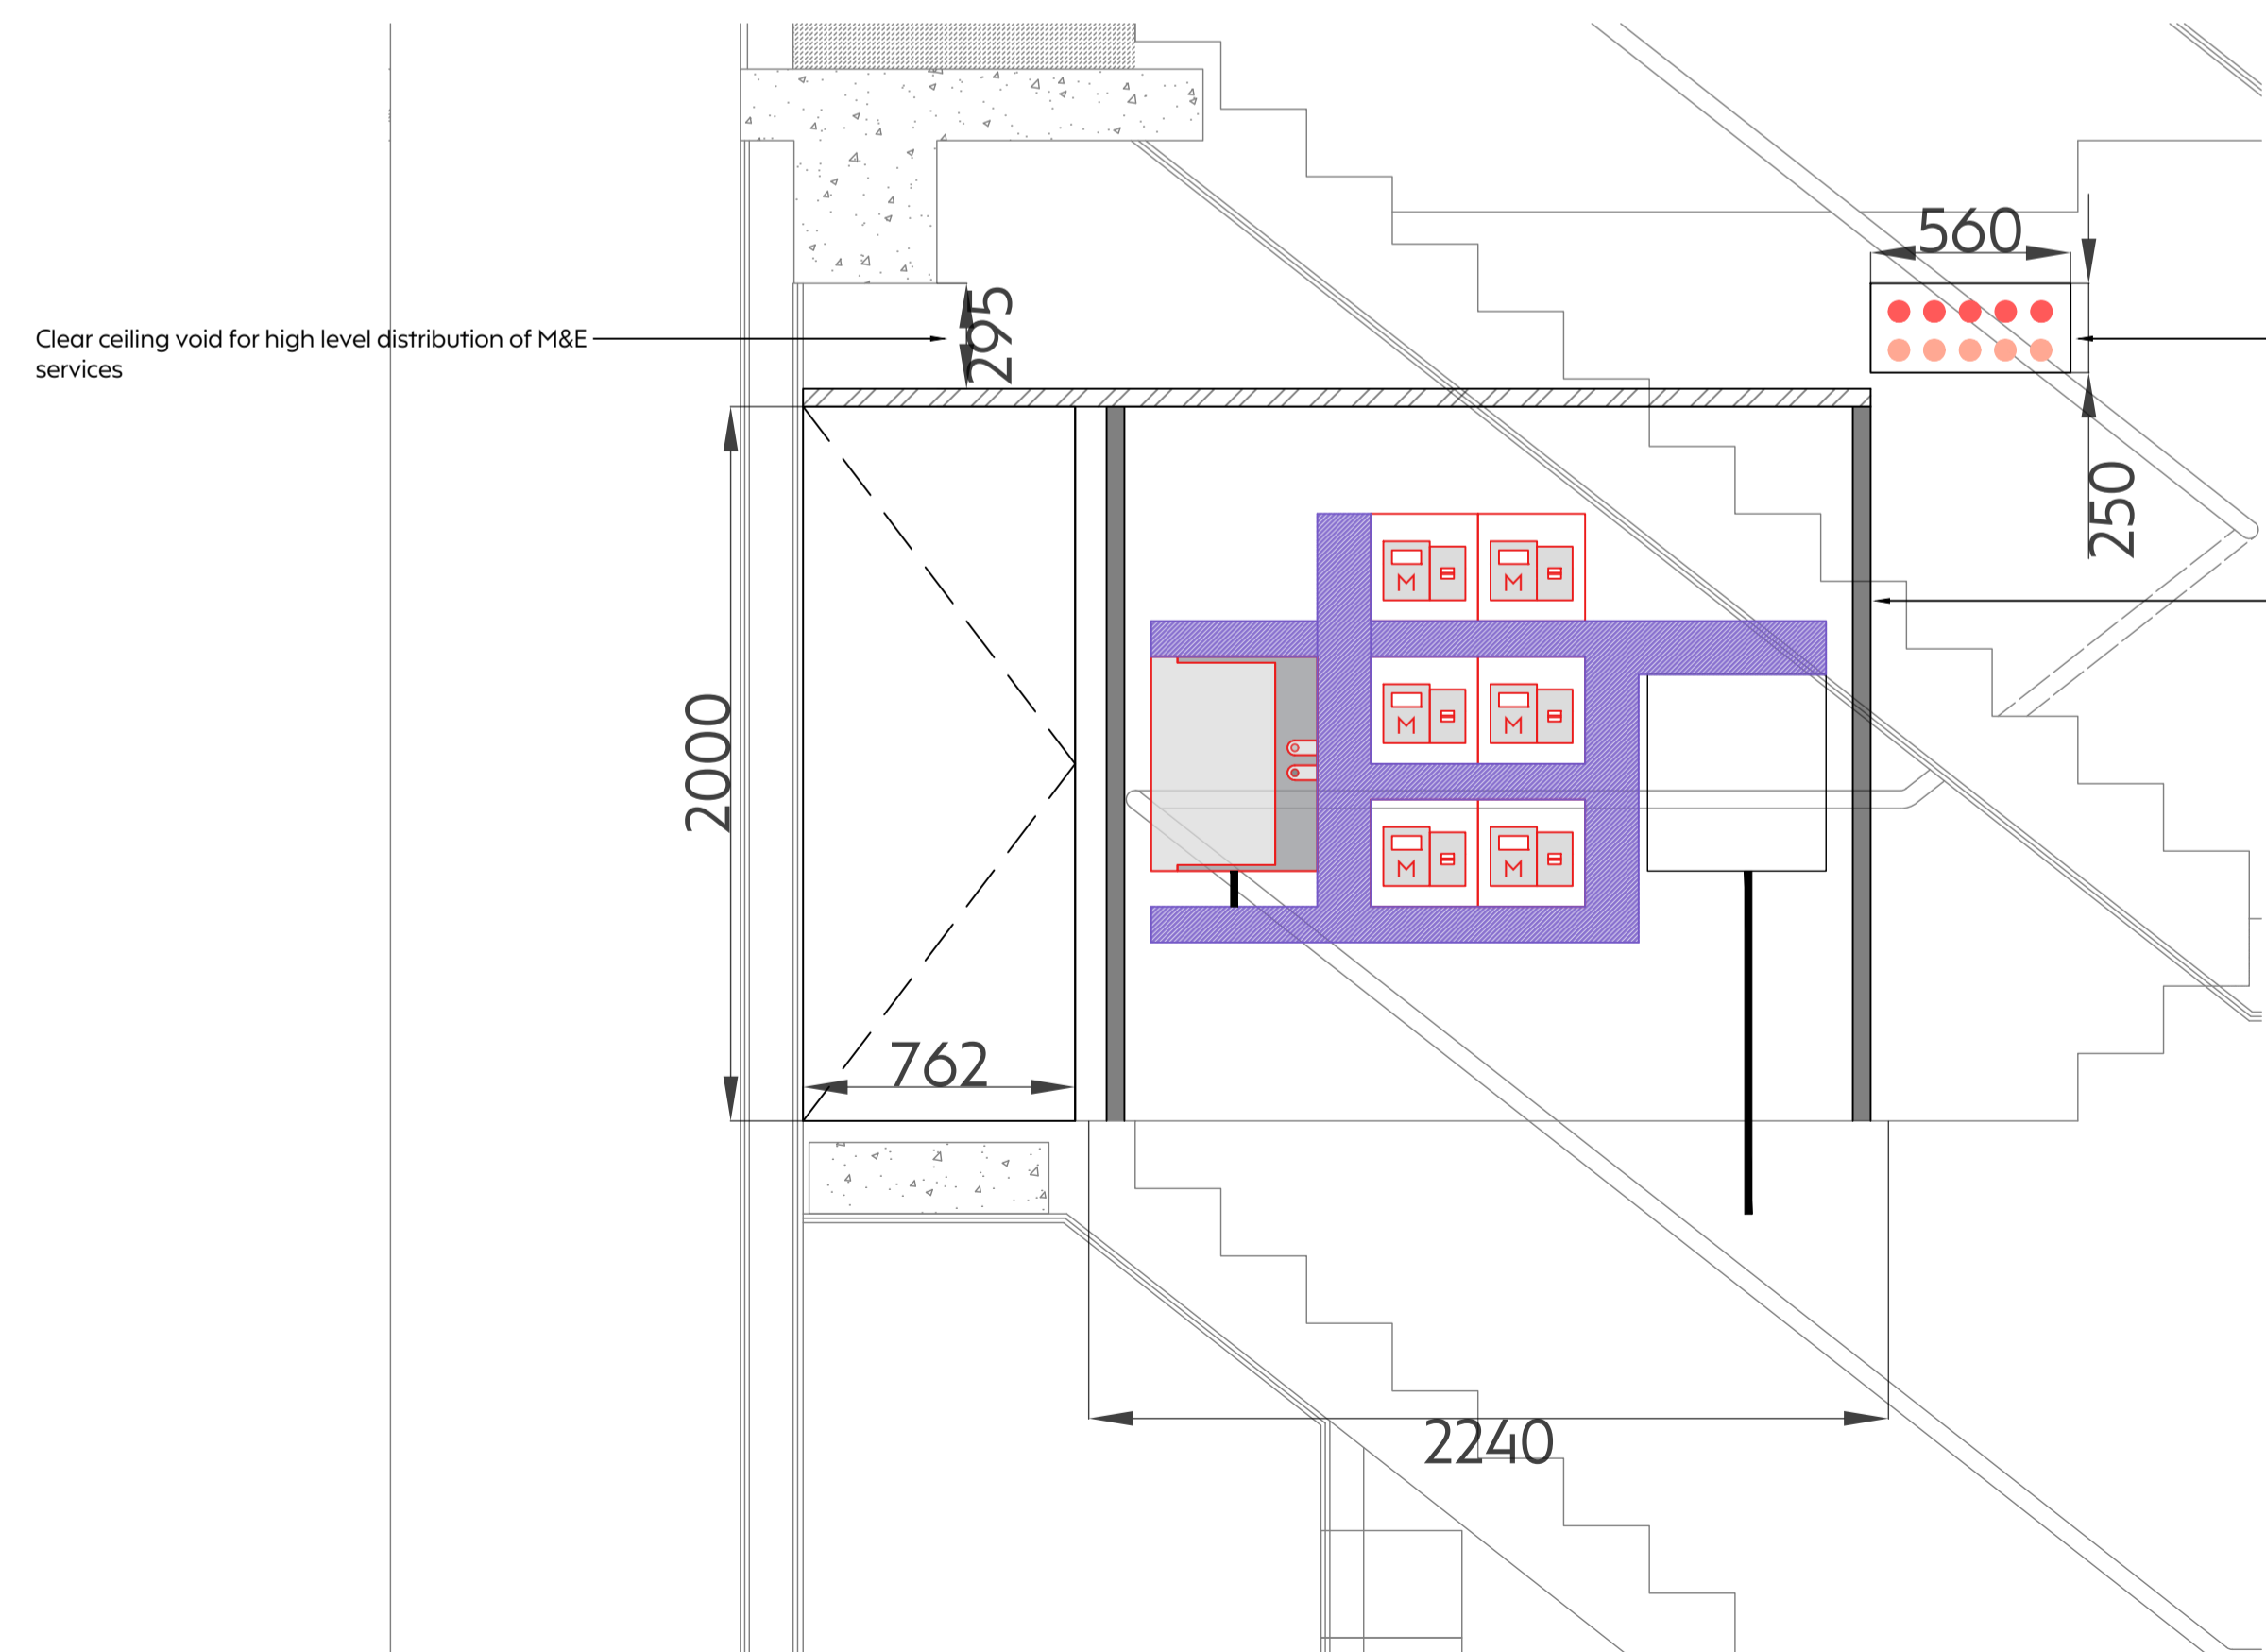 560
295
Clear ceiling void for high level distribution of M&E
services
250
M
M
2000
M
M
M
M
762
2240